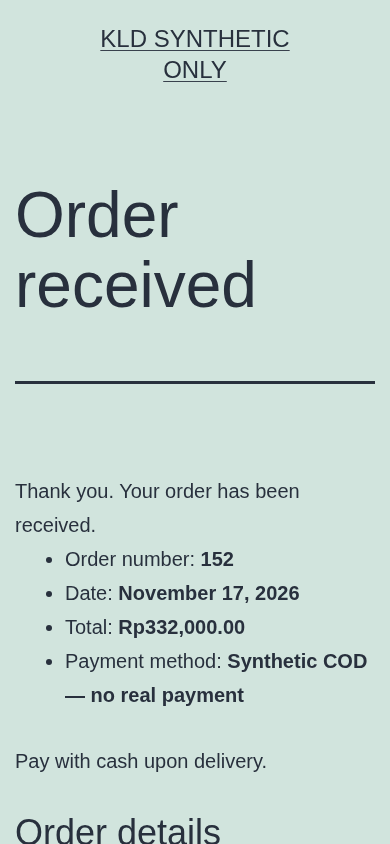 KLD SYNTHETIC
ONLY
Order
received
Thank you. Your order has been
received.
Order number: 152
Date: November 17, 2026
Total: Rp332,000.00
Payment method: Synthetic COD
— no real payment
Pay with cash upon delivery.
Order details